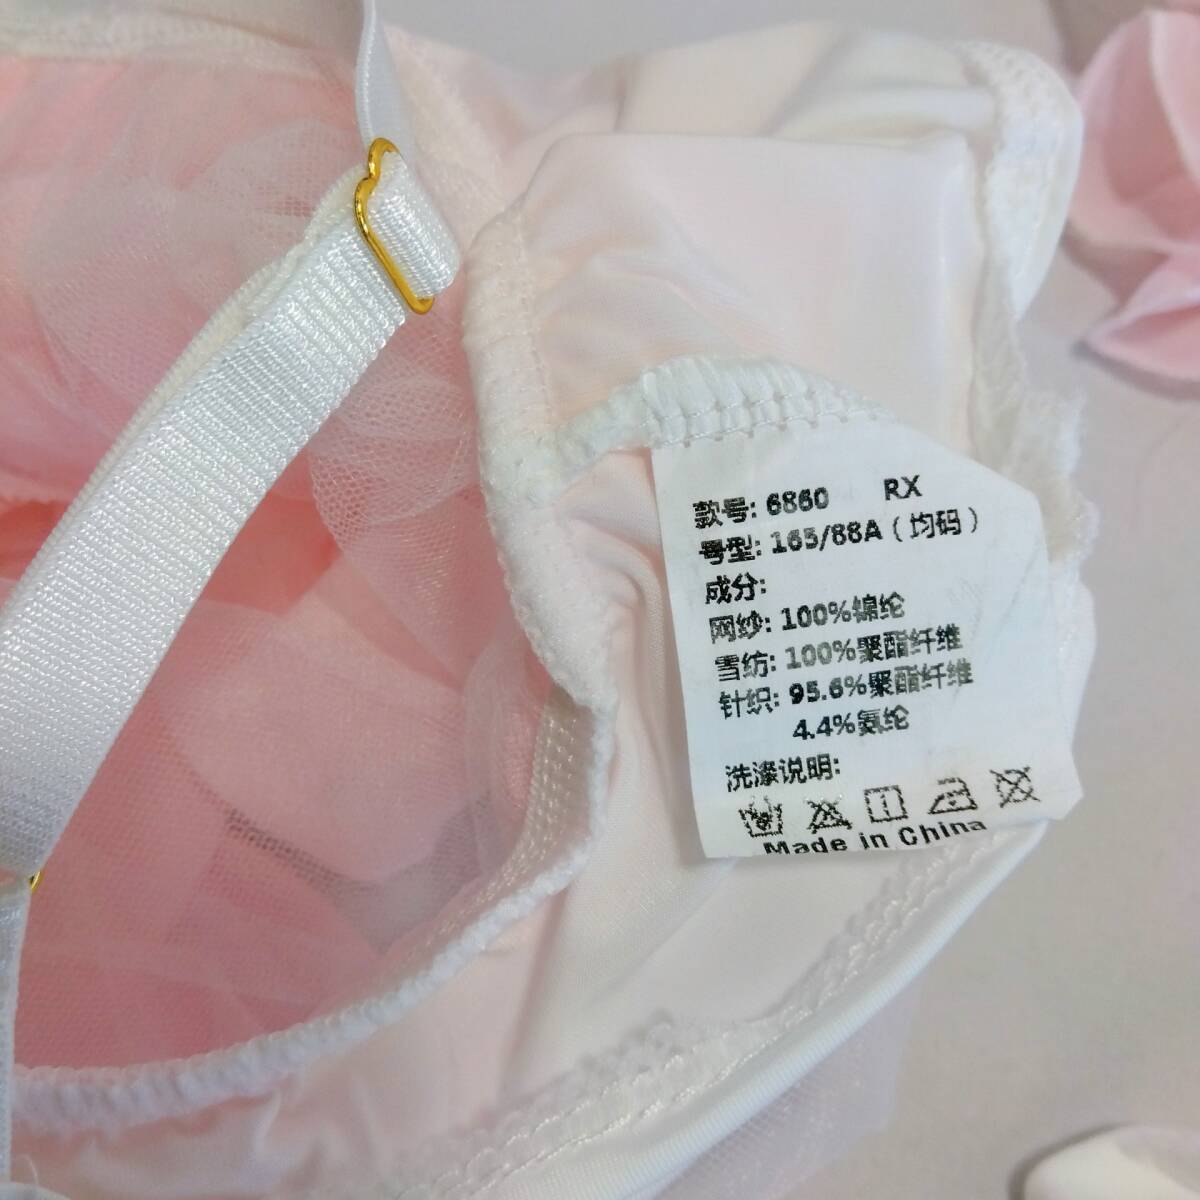 款号: 6860 RX
号型: 165/88A（均码）
成分:
网纱: 100%锦纶
雪纺: 100%聚酯纤维
针织: 95.6%聚酯纤维
4.4%氨纶
洗涤说明:
Made in China